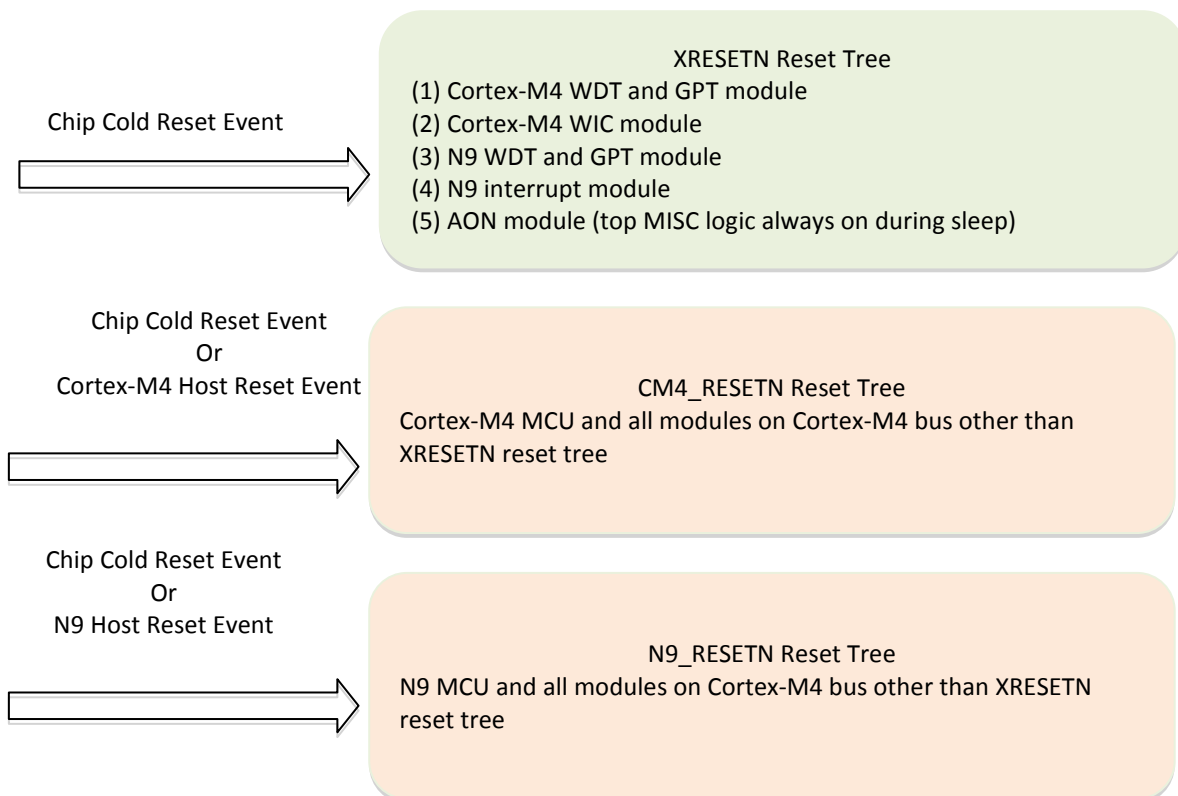 Chip Cold Reset Event
XRESETN Reset Tree
(1) Cortex-M4 WDT and GPT module
(2) Cortex-M4 WIC module
(3) N9 WDT and GPT module
(4) N9 interrupt module
(5) AON module (top MISC logic always on during sleep)
Chip Cold Reset Event
Or
Cortex-M4 Host Reset Event
CM4_RESETN Reset Tree
Cortex-M4 MCU and all modules on Cortex-M4 bus other than
XRESETN reset tree
Chip Cold Reset Event
Or
N9 Host Reset Event
N9_RESETN Reset Tree
N9 MCU and all modules on Cortex-M4 bus other than XRESETN
reset tree